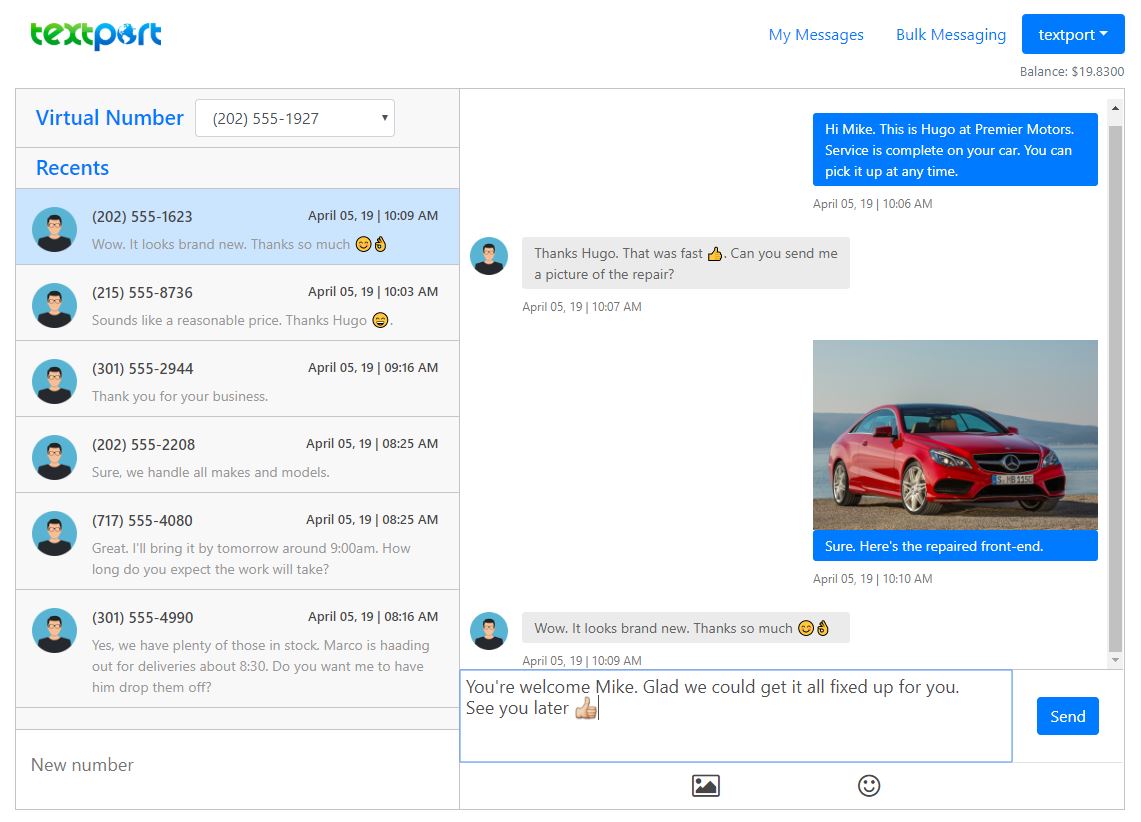 textport
My Messages
Bulk Messaging
textport
Balance: $19.8300
Virtual Number
(202) 555-1927
Recents
(202) 555-1623
April 05, 19 | 10:09 AM
Wow. It looks brand new. Thanks so much 😊👌
(215) 555-8736
April 05, 19 | 10:03 AM
Sounds like a reasonable price. Thanks Hugo 😄.
(301) 555-2944
April 05, 19 | 09:16 AM
Thank you for your business.
(202) 555-2208
April 05, 19 | 08:25 AM
Sure, we handle all makes and models.
(717) 555-4080
April 05, 19 | 08:25 AM
Great. I'll bring it by tomorrow around 9:00am. How
long do you expect the work will take?
(301) 555-4990
April 05, 19 | 08:16 AM
Yes, we have plenty of those in stock. Marco is haading
out for deliveries about 8:30. Do you want me to have
him drop them off?
New number
Hi Mike. This is Hugo at Premier Motors.
Service is complete on your car. You can
pick it up at any time.
April 05, 19 | 10:06 AM
Thanks Hugo. That was fast 👍. Can you send me
a picture of the repair?
April 05, 19 | 10:07 AM
S·HB1150
Sure. Here's the repaired front-end.
April 05, 19 | 10:10 AM
Wow. It looks brand new. Thanks so much 😊👌
April 05, 19 | 10:09 AM
You're welcome Mike. Glad we could get it all fixed up for you.
See you later 👍
Send